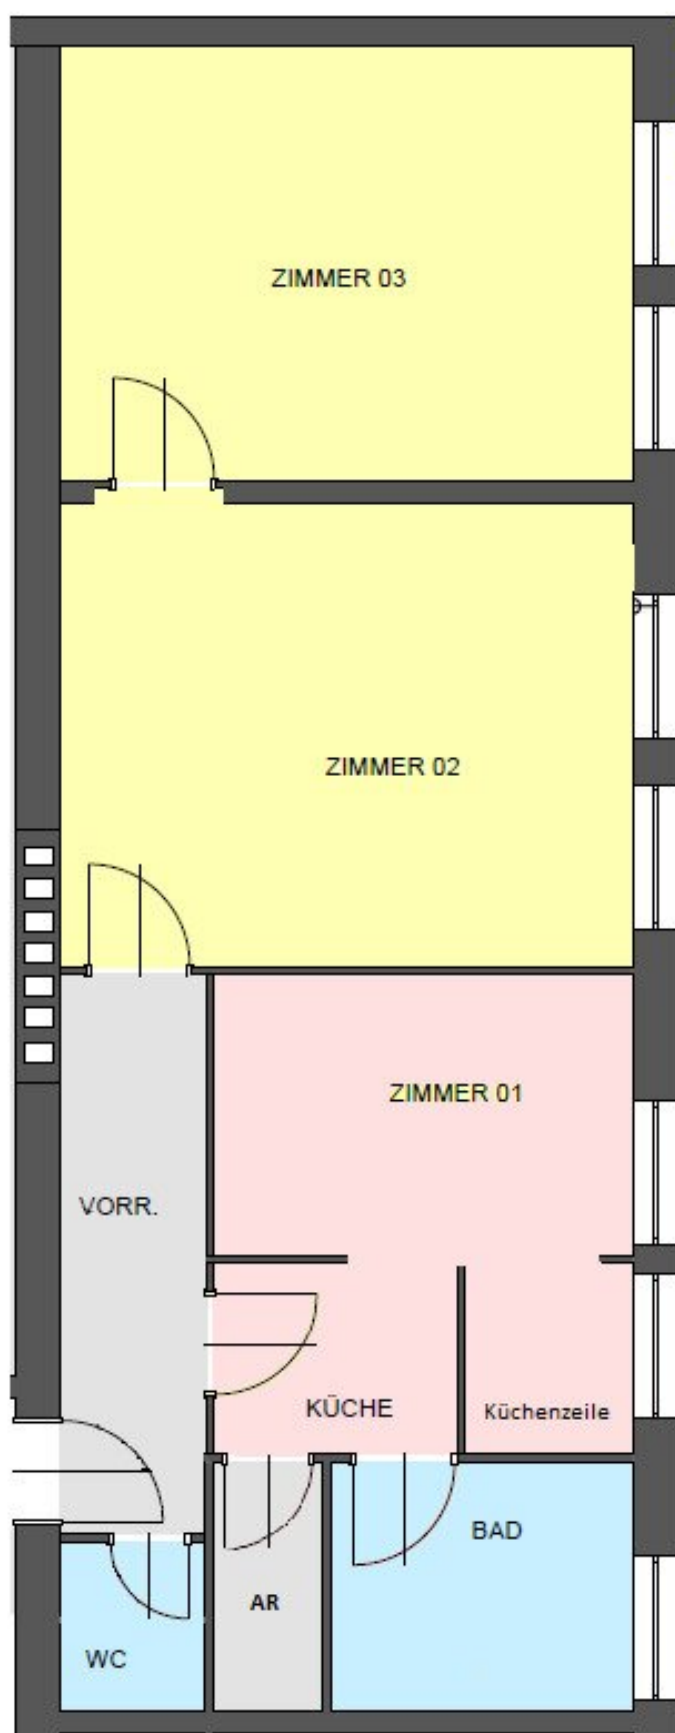 ZIMMER 03
ZIMMER 02
ZIMMER 01
VORR.
KÜCHE
Küchenzeile
BAD
AR
WC